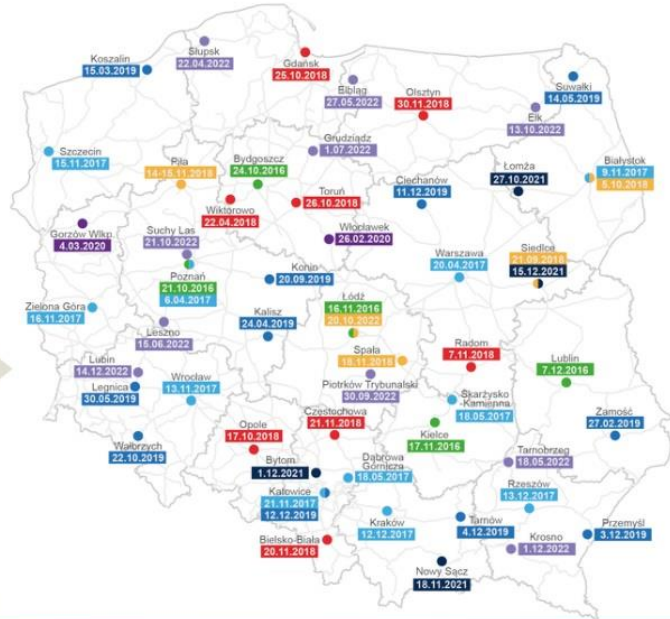 Słupsk
22.04.2022
Koszalin
15.03.2019
Gdańsk
25.10.2018
Elbląg
27.05.2022
Olsztyn
30.11.2018
Suwałki
14.05.2019
Ełk
13.10.2022
Szczecin
15.11.2017
Piła
14-15.11.2018
Bydgoszcz
24.10.2016
Grudziądz
1.07.2022
Toruń
26.10.2018
Wiktorowo
22.04.2018
Ciechanów
11.12.2019
Łomża
27.10.2021
Białystok
9.11.2017
5.10.2018
Gorzów Wlkp.
4.03.2020
Suchy Las
21.10.2022
Włocławek
26.02.2020
Poznań
21.10.2016
6.04.2017
Konin
20.09.2019
Warszawa
20.04.2017
Siedlce
21.09.2018
15.12.2021
Zielona Góra
16.11.2017
Leszno
15.06.2022
Kalisz
24.04.2019
Łódź
16.11.2016
20.10.2022
Spała
18.11.2018
Piotrków Trybunalski
30.09.2022
Radom
7.11.2018
Lublin
7.12.2016
Lubin
14.12.2022
Legnica
30.05.2019
Wrocław
13.11.2017
Skarżysko
-Kamienna
18.05.2017
Kielce
17.11.2016
Zamość
27.02.2019
Wałbrzych
22.10.2019
Opole
17.10.2018
Częstochowa
21.11.2018
Bytom
1.12.2021
Dąbrowa
Górnicza
18.05.2017
Tarnobrzeg
18.05.2022
Rzeszów
13.12.2017
Katowice
21.11.2017
12.12.2019
Kraków
12.12.2017
Tarnów
4.12.2019
Krosno
1.12.2022
Przemyśl
3.12.2019
Bielsko-Biała
20.11.2018
Nowy Sącz
18.11.2021